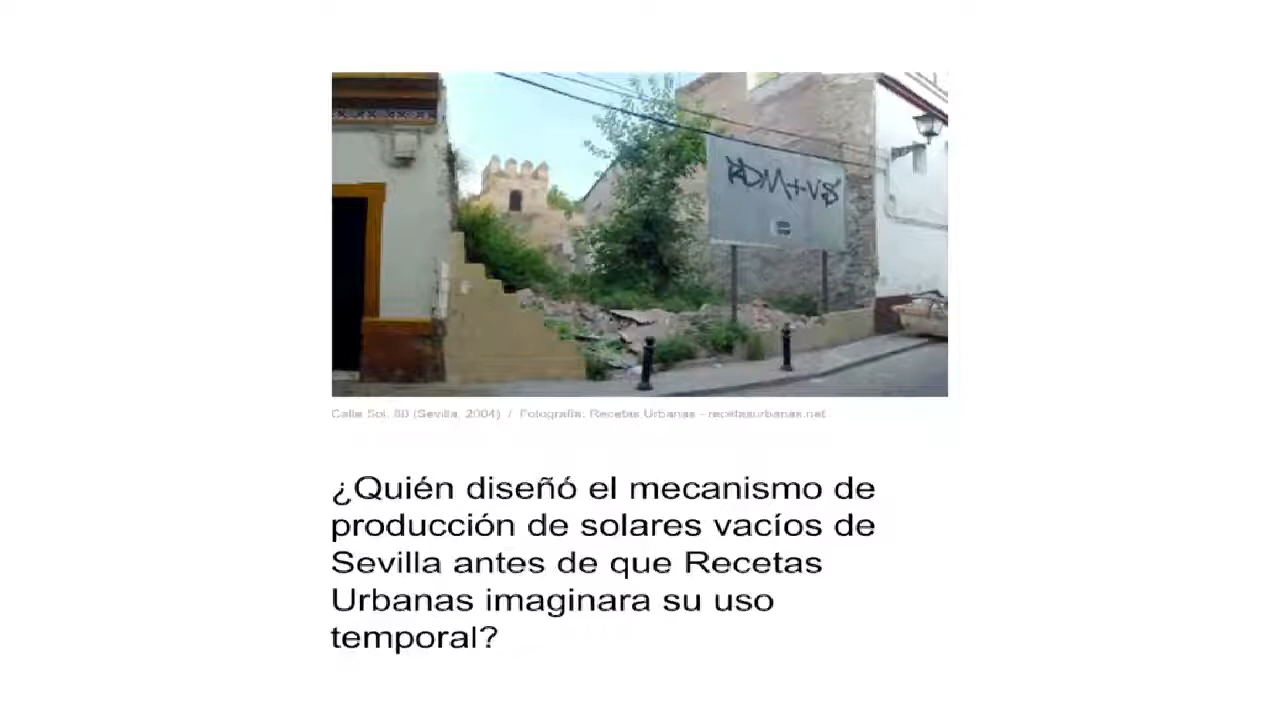 Calle Sol, 80 (Sevilla, 2004) / Fotografía: Recetas Urbanas - recetasurbanas.net
¿Quién diseñó el mecanismo de
producción de solares vacíos de
Sevilla antes de que Recetas
Urbanas imaginara su uso
temporal?